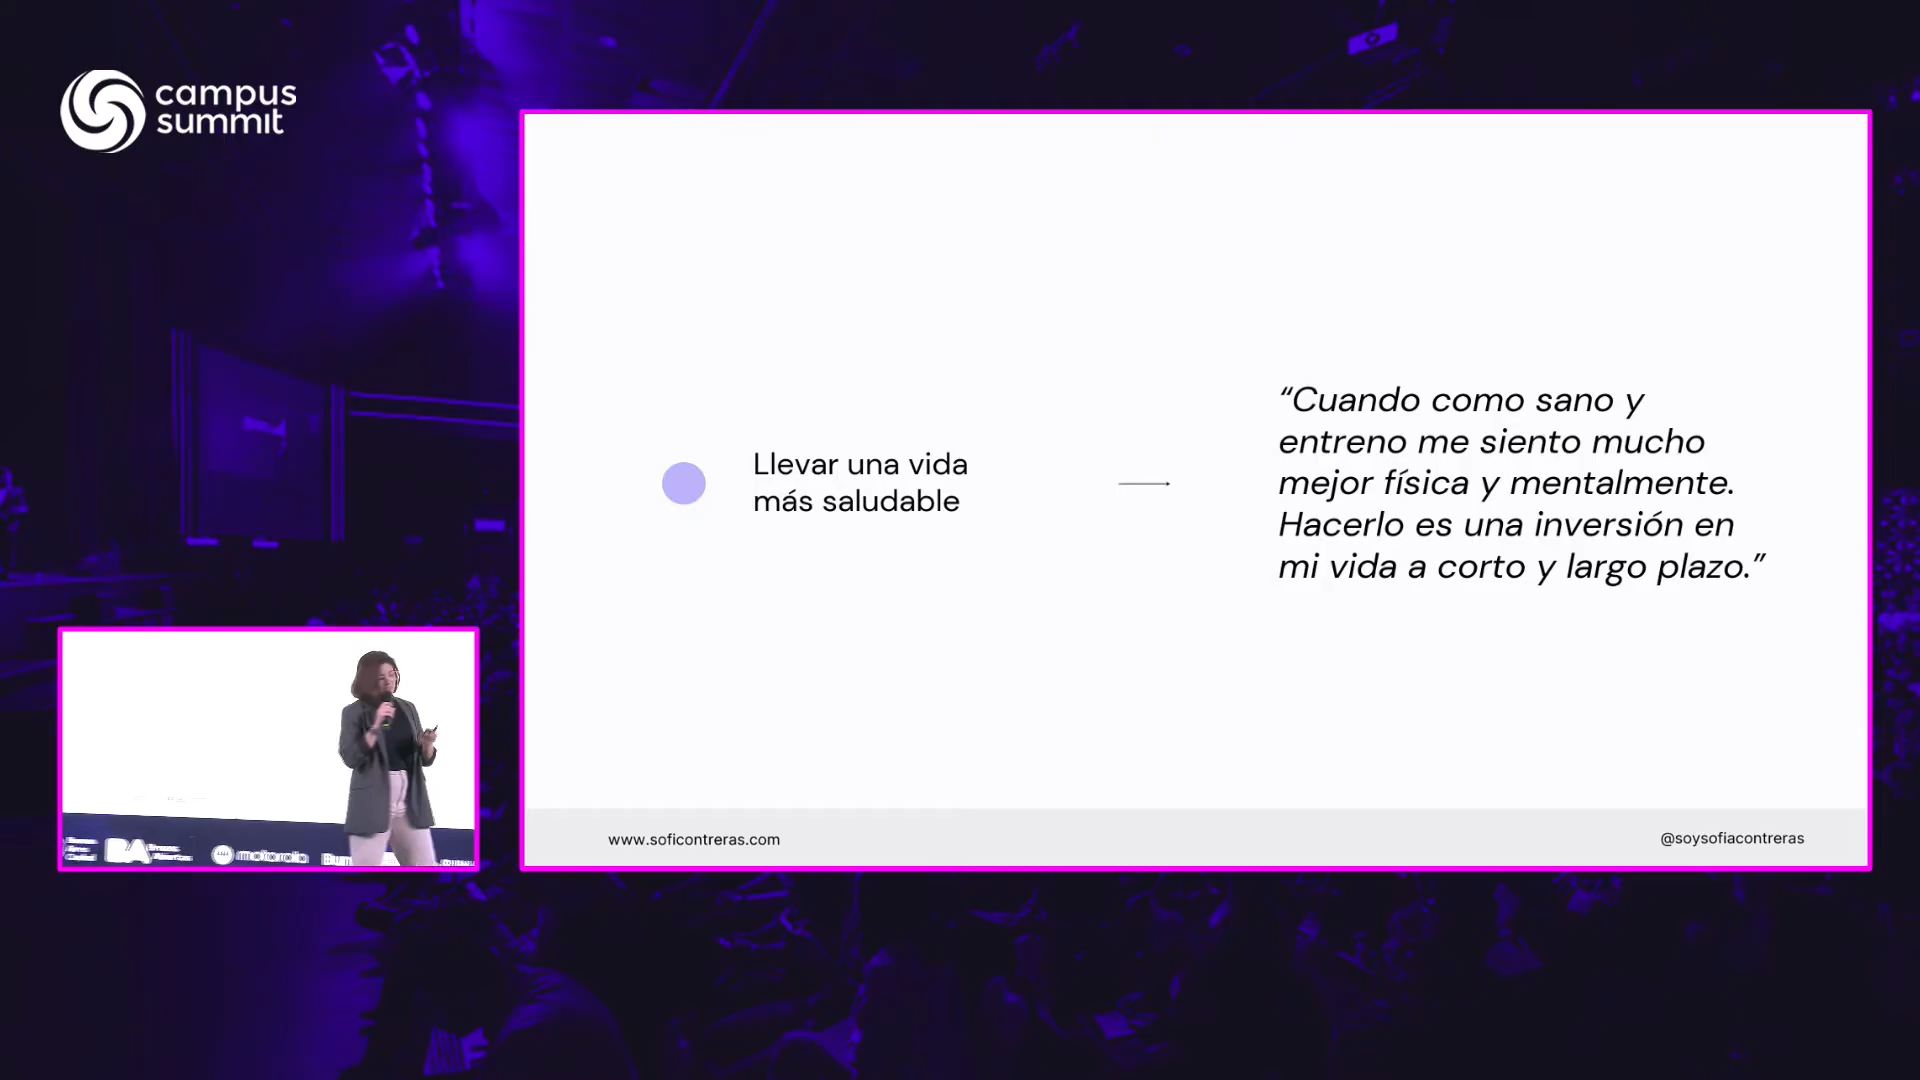 campus
summit
Llevar una vida
más saludable
“Cuando como sano y
entreno me siento mucho
mejor física y mentalmente.
Hacerlo es una inversión en
mi vida a corto y largo plazo.”
www.soficontreras.com
@soysofiacontreras
BA